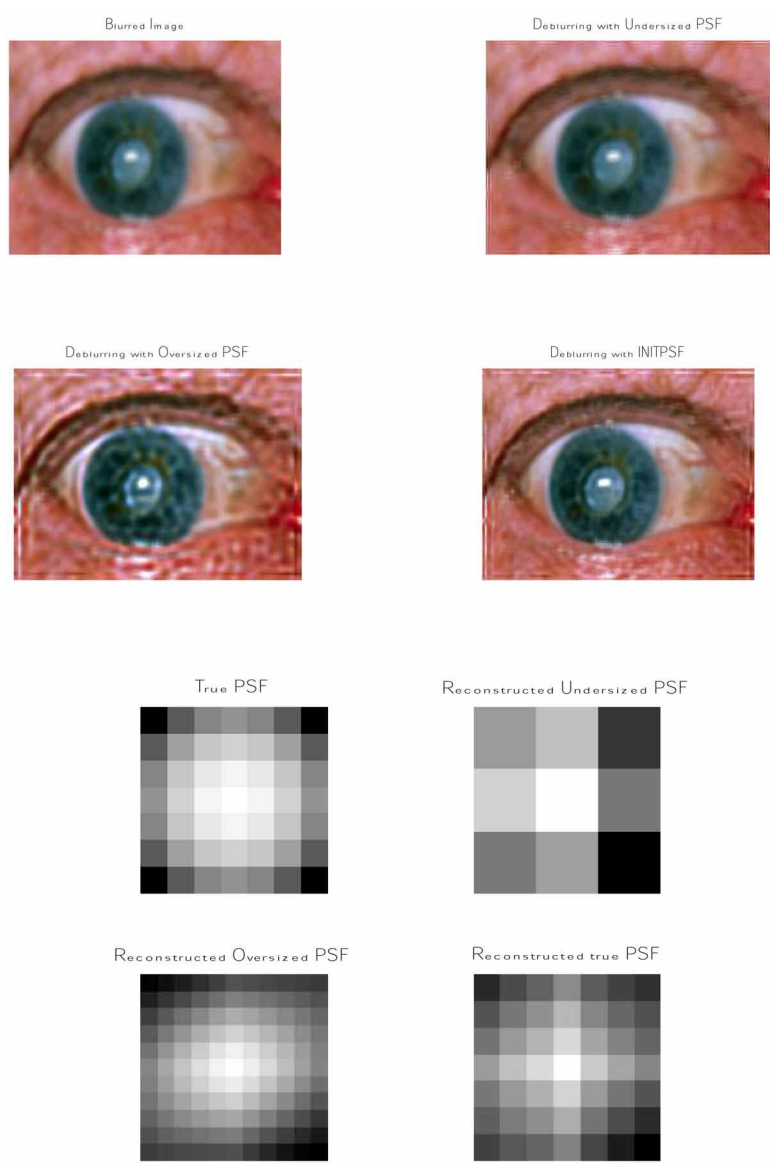 Blurred Image
Deblurring with Undersized PSF
Deblurring with Oversized PSF
Deblurring with INITPSF
True PSF
Reconstructed Undersized PSF
Reconstructed Oversized PSF
Reconstructed true PSF